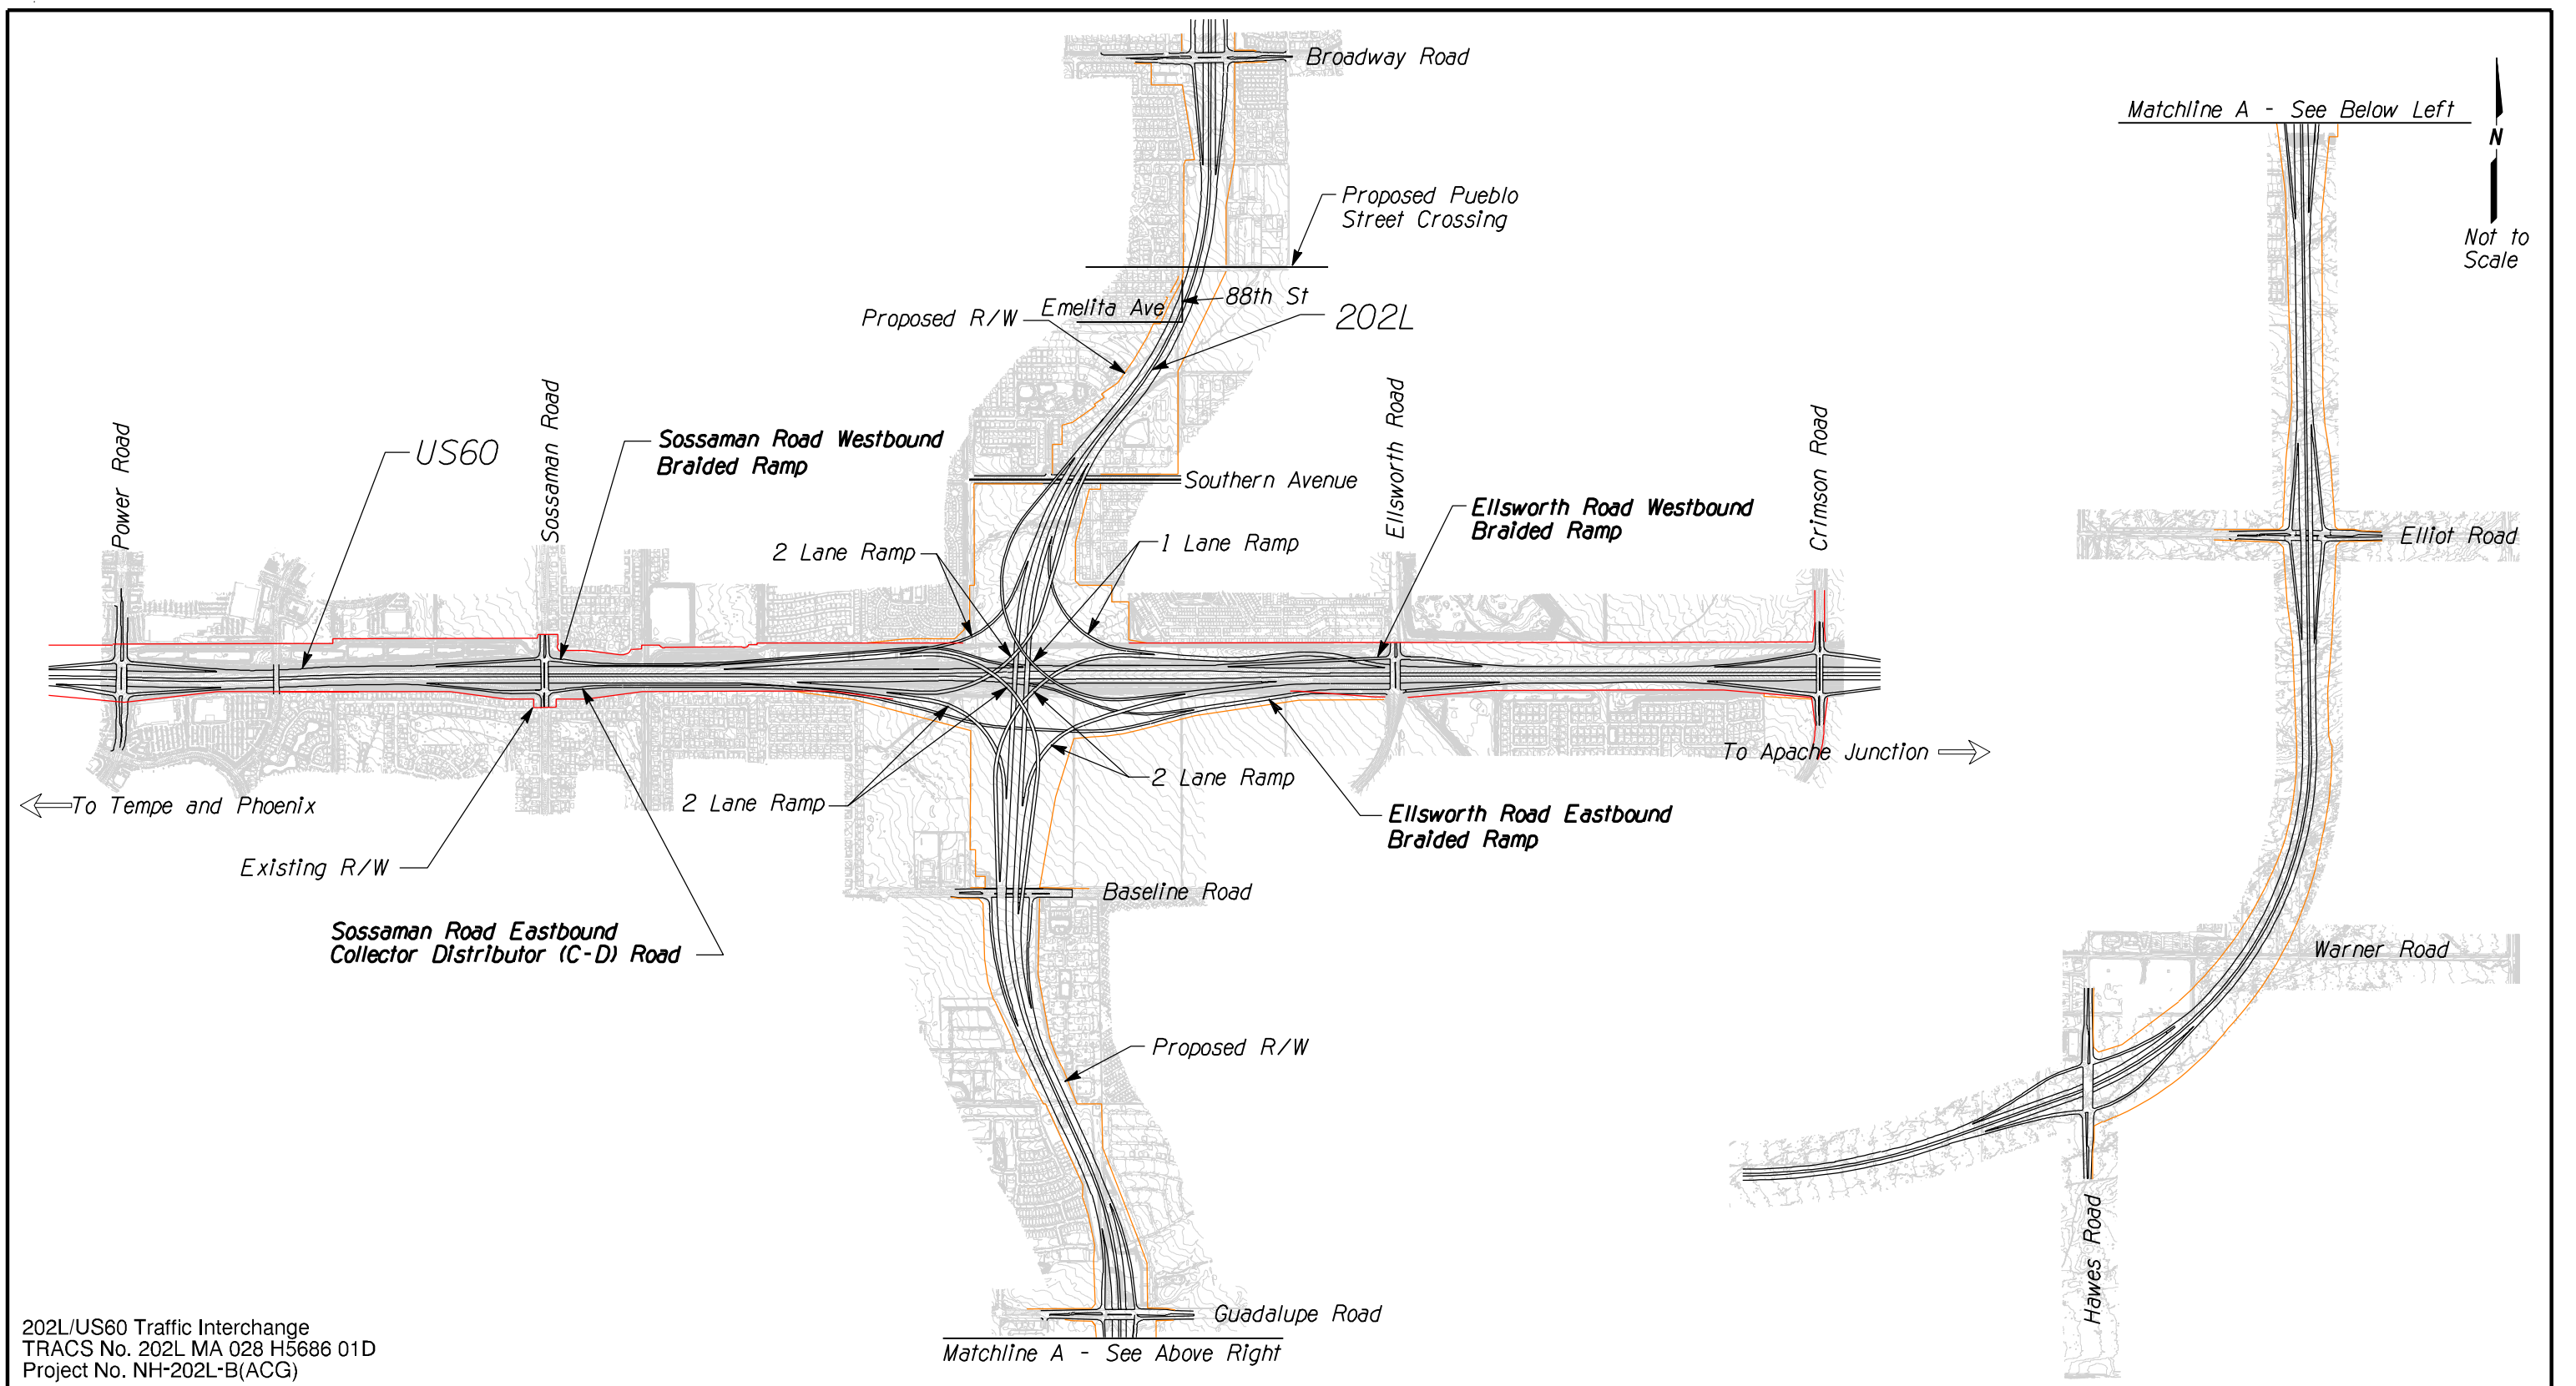 Broadway Road
Matchline A - See Below Left
N
Not to
Scale
Proposed Pueblo
Street Crossing
Emelita Ave
88th St
Proposed R/W
202L
Power Road
Sossaman Road
US60
Sossaman Road Westbound
Braided Ramp
Southern Avenue
Ellsworth Road
Crimson Road
Ellsworth Road Westbound
Braided Ramp
Elliot Road
2 Lane Ramp
1 Lane Ramp
To Apache Junction
2 Lane Ramp
2 Lane Ramp
To Tempe and Phoenix
Ellsworth Road Eastbound
Braided Ramp
Existing R/W
Baseline Road
Sossaman Road Eastbound
Collector Distributor (C-D) Road
Warner Road
Proposed R/W
Hawes Road
Guadalupe Road
Matchline A - See Above Right
202L/US60 Traffic Interchange
TRACS No. 202L MA 028 H5686 01D
Project No. NH-202L-B(ACG)